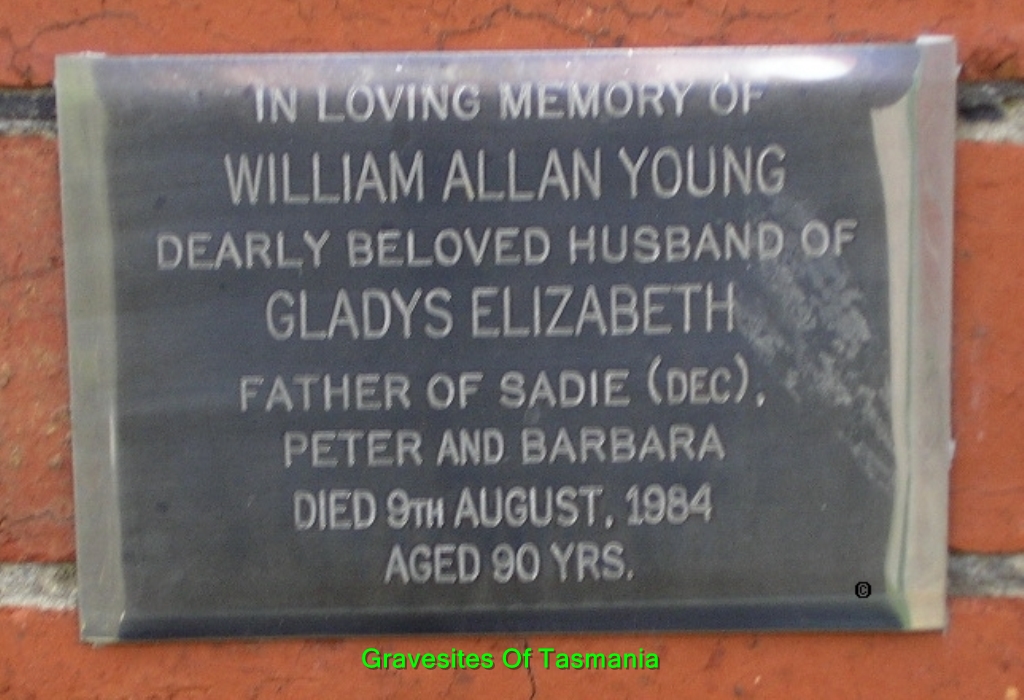 IN LOVING MEMORY OF
WILLIAM ALLAN YOUNG
DEARLY BELOVED HUSBAND OF
GLADYS ELIZABETH
FATHER OF SADIE (DEC),
PETER AND BARBARA
DIED 9TH AUGUST, 1984
AGED 90 YRS.
©
Gravesites Of Tasmania